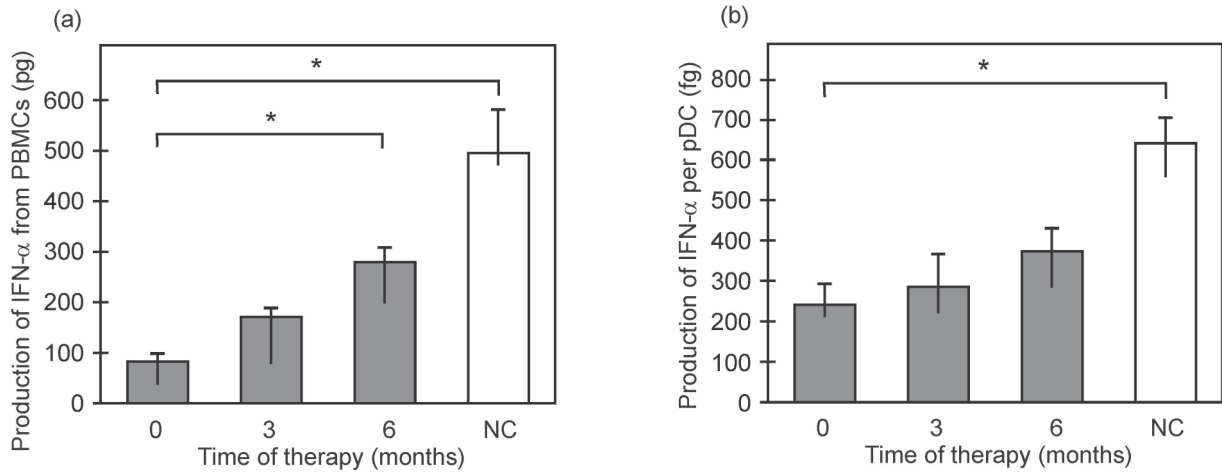 (a)
Production of IFN-α from PBMCs (pg)
600
500
400
300
200
100
0
*
*
0 3 6 NC
Time of therapy (months)
(b)
Production of IFN-α per pDC (fg)
800
700
600
500
400
300
200
100
0
*
0 3 6 NC
Time of therapy (months)